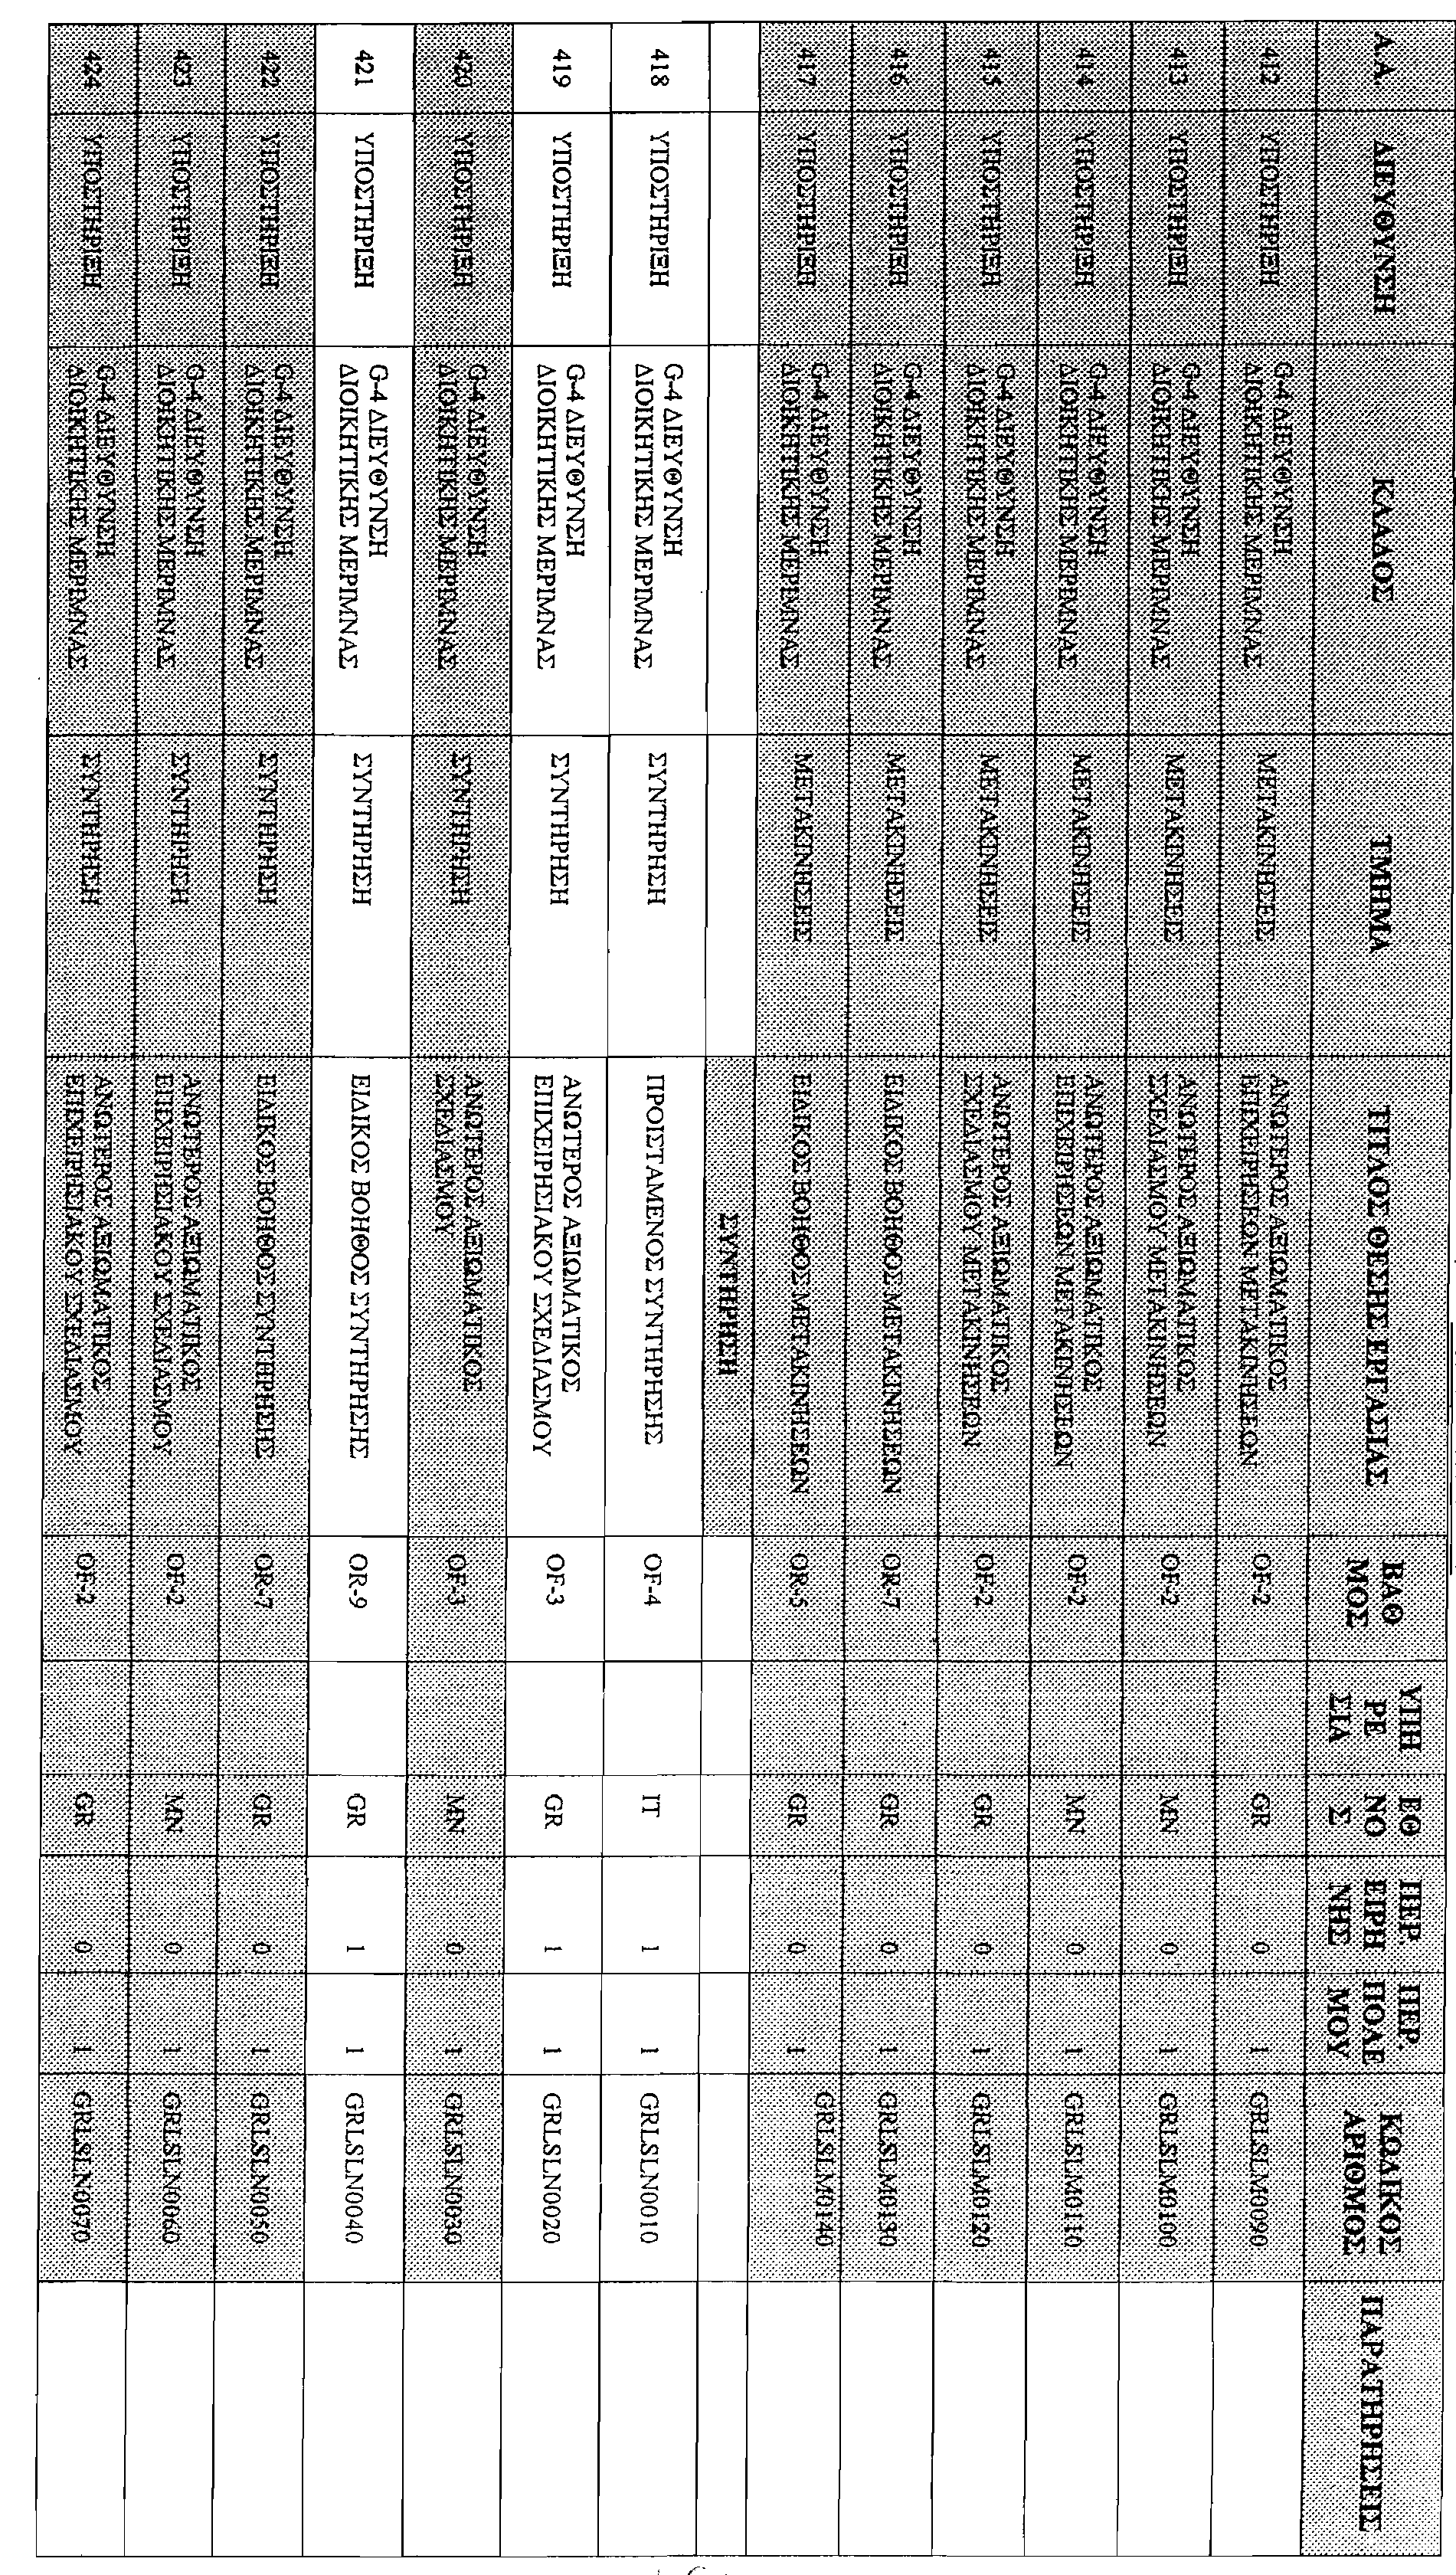 Α.Α. ΔΙΕΥΘΥΝΣΗ ΚΛΑΔΟΣ ΤΜΗΜΑ ΤΙΤΛΟΣ ΘΕΣΗΣ ΕΡΓΑΣΙΑΣ ΒΑΘ ΜΟΣ ΥΠΗ ΡΕ ΣΙΑ ΕΘ ΝΟ Σ ΠΕΡ. ΕΙΡΗ ΝΗΣ ΠΕΡ. ΠΟΛΕ ΜΟΥ ΚΩΔΙΚΟΣ ΑΡΙΘΜΟΣ ΠΑΡΑΤΗΡΗΣΕΙΣ
412 ΥΠΟΣΤΗΡΙΞΗ G-4 ΔΙΕΥΘΥΝΣΗ ΔΙΟΙΚΗΤΙΚΗΣ ΜΕΡΙΜΝΑΣ ΜΕΤΑΚΙΝΗΣΕΙΣ ΑΝΩΤΕΡΟΣ ΑΞΙΩΜΑΤΙΚΟΣ ΕΠΙΧΕΙΡΗΣΕΩΝ ΜΕΤΑΚΙΝΗΣΕΩΝ OF-2 GR 0 1 GRLSLM0090
413 ΥΠΟΣΤΗΡΙΞΗ G-4 ΔΙΕΥΘΥΝΣΗ ΔΙΟΙΚΗΤΙΚΗΣ ΜΕΡΙΜΝΑΣ ΜΕΤΑΚΙΝΗΣΕΙΣ ΑΝΩΤΕΡΟΣ ΑΞΙΩΜΑΤΙΚΟΣ ΣΧΕΔΙΑΣΜΟΥ ΜΕΤΑΚΙΝΗΣΕΩΝ OF-2 MN 0 1 GRLSLM0100
414 ΥΠΟΣΤΗΡΙΞΗ G-4 ΔΙΕΥΘΥΝΣΗ ΔΙΟΙΚΗΤΙΚΗΣ ΜΕΡΙΜΝΑΣ ΜΕΤΑΚΙΝΗΣΕΙΣ ΑΝΩΤΕΡΟΣ ΑΞΙΩΜΑΤΙΚΟΣ ΕΠΙΧΕΙΡΗΣΕΩΝ ΜΕΤΑΚΙΝΗΣΕΩΝ OF-2 MN 0 1 GRLSLM0110
415 ΥΠΟΣΤΗΡΙΞΗ G-4 ΔΙΕΥΘΥΝΣΗ ΔΙΟΙΚΗΤΙΚΗΣ ΜΕΡΙΜΝΑΣ ΜΕΤΑΚΙΝΗΣΕΙΣ ΑΝΩΤΕΡΟΣ ΑΞΙΩΜΑΤΙΚΟΣ ΣΧΕΔΙΑΣΜΟΥ ΜΕΤΑΚΙΝΗΣΕΩΝ OF-2 GR 0 1 GRLSLM0120
416 ΥΠΟΣΤΗΡΙΞΗ G-4 ΔΙΕΥΘΥΝΣΗ ΔΙΟΙΚΗΤΙΚΗΣ ΜΕΡΙΜΝΑΣ ΜΕΤΑΚΙΝΗΣΕΙΣ ΕΙΔΙΚΟΣ ΒΟΗΘΟΣ ΜΕΤΑΚΙΝΗΣΕΩΝ OR-7 GR 0 1 GRLSLM0130
417 ΥΠΟΣΤΗΡΙΞΗ G-4 ΔΙΕΥΘΥΝΣΗ ΔΙΟΙΚΗΤΙΚΗΣ ΜΕΡΙΜΝΑΣ ΜΕΤΑΚΙΝΗΣΕΙΣ ΕΙΔΙΚΟΣ ΒΟΗΘΟΣ ΜΕΤΑΚΙΝΗΣΕΩΝ OR-5 GR 0 1 GRLSLM0140
ΣΥΝΤΗΡΗΣΗ
418 ΥΠΟΣΤΗΡΙΞΗ G-4 ΔΙΕΥΘΥΝΣΗ ΔΙΟΙΚΗΤΙΚΗΣ ΜΕΡΙΜΝΑΣ ΣΥΝΤΗΡΗΣΗ ΠΡΟΙΣΤΑΜΕΝΟΣ ΣΥΝΤΗΡΗΣΗΣ OF-4 IT 1 1 GRLSLN0010
419 ΥΠΟΣΤΗΡΙΞΗ G-4 ΔΙΕΥΘΥΝΣΗ ΔΙΟΙΚΗΤΙΚΗΣ ΜΕΡΙΜΝΑΣ ΣΥΝΤΗΡΗΣΗ ΑΝΩΤΕΡΟΣ ΑΞΙΩΜΑΤΙΚΟΣ ΕΠΙΧΕΙΡΗΣΙΑΚΟΥ ΣΧΕΔΙΑΣΜΟΥ OF-3 GR 1 1 GRLSLN0020
420 ΥΠΟΣΤΗΡΙΞΗ G-4 ΔΙΕΥΘΥΝΣΗ ΔΙΟΙΚΗΤΙΚΗΣ ΜΕΡΙΜΝΑΣ ΣΥΝΤΗΡΗΣΗ ΑΝΩΤΕΡΟΣ ΑΞΙΩΜΑΤΙΚΟΣ ΣΧΕΔΙΑΣΜΟΥ OF-3 MN 0 1 GRLSLN0030
421 ΥΠΟΣΤΗΡΙΞΗ G-4 ΔΙΕΥΘΥΝΣΗ ΔΙΟΙΚΗΤΙΚΗΣ ΜΕΡΙΜΝΑΣ ΣΥΝΤΗΡΗΣΗ ΕΙΔΙΚΟΣ ΒΟΗΘΟΣ ΣΥΝΤΗΡΗΣΗΣ OR-9 GR 1 1 GRLSLN0040
422 ΥΠΟΣΤΗΡΙΞΗ G-4 ΔΙΕΥΘΥΝΣΗ ΔΙΟΙΚΗΤΙΚΗΣ ΜΕΡΙΜΝΑΣ ΣΥΝΤΗΡΗΣΗ ΕΙΔΙΚΟΣ ΒΟΗΘΟΣ ΣΥΝΤΗΡΗΣΗΣ OR-7 GR 0 1 GRLSLN0050
423 ΥΠΟΣΤΗΡΙΞΗ G-4 ΔΙΕΥΘΥΝΣΗ ΔΙΟΙΚΗΤΙΚΗΣ ΜΕΡΙΜΝΑΣ ΣΥΝΤΗΡΗΣΗ ΑΝΩΤΕΡΟΣ ΑΞΙΩΜΑΤΙΚΟΣ ΕΠΙΧΕΙΡΗΣΙΑΚΟΥ ΣΧΕΔΙΑΣΜΟΥ OF-2 MN 0 1 GRLSLN0060
424 ΥΠΟΣΤΗΡΙΞΗ G-4 ΔΙΕΥΘΥΝΣΗ ΔΙΟΙΚΗΤΙΚΗΣ ΜΕΡΙΜΝΑΣ ΣΥΝΤΗΡΗΣΗ ΑΝΩΤΕΡΟΣ ΑΞΙΩΜΑΤΙΚΟΣ ΕΠΙΧΕΙΡΗΣΙΑΚΟΥ ΣΧΕΔΙΑΣΜΟΥ OF-2 GR 0 1 GRLSLN0070